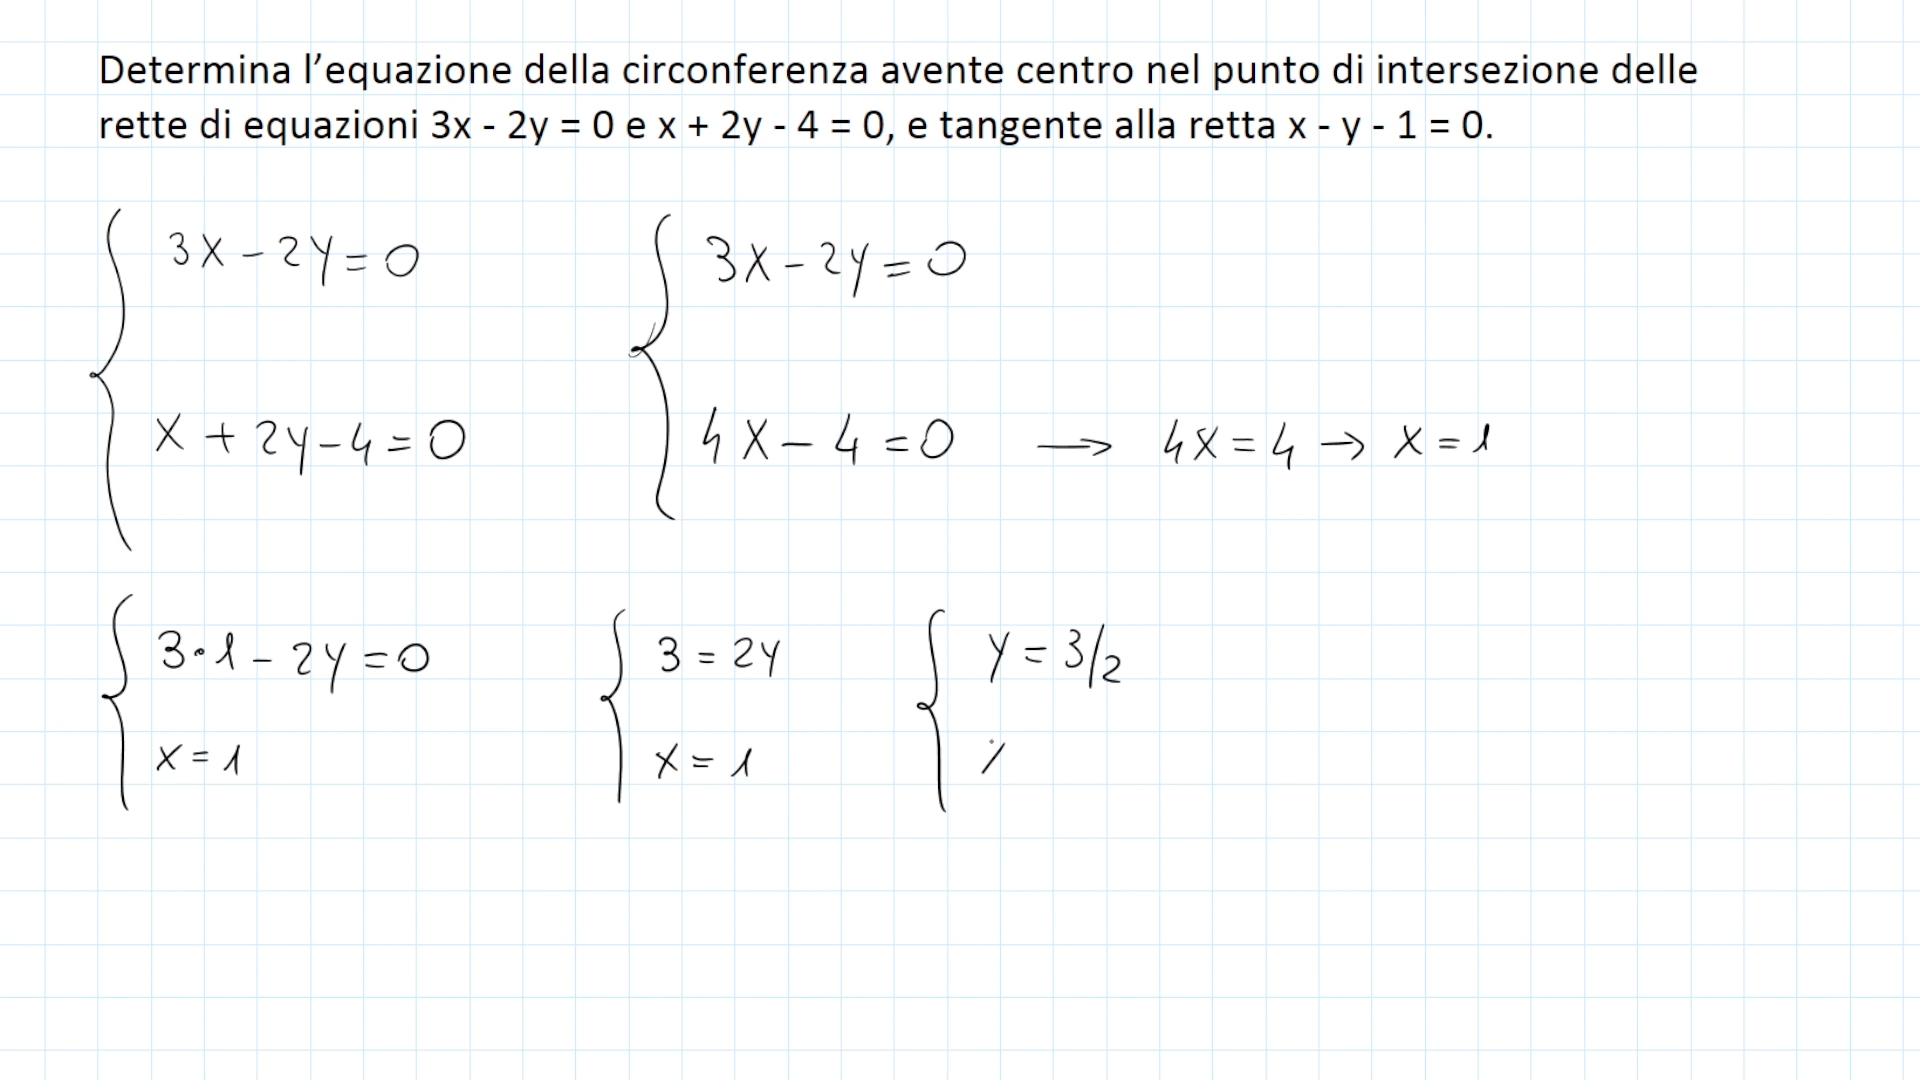 Determina l’equazione della circonferenza avente centro nel punto di intersezione delle
rette di equazioni 3x - 2y = 0 e x + 2y - 4 = 0, e tangente alla retta x - y - 1 = 0.
3x - 2y = 0
x + 2y - 4 = 0
3x - 2y = 0
4x - 4 = 0 → 4x = 4 → x = 1
3·1 - 2y = 0
x = 1
3 = 2y
x = 1
y = 3/2